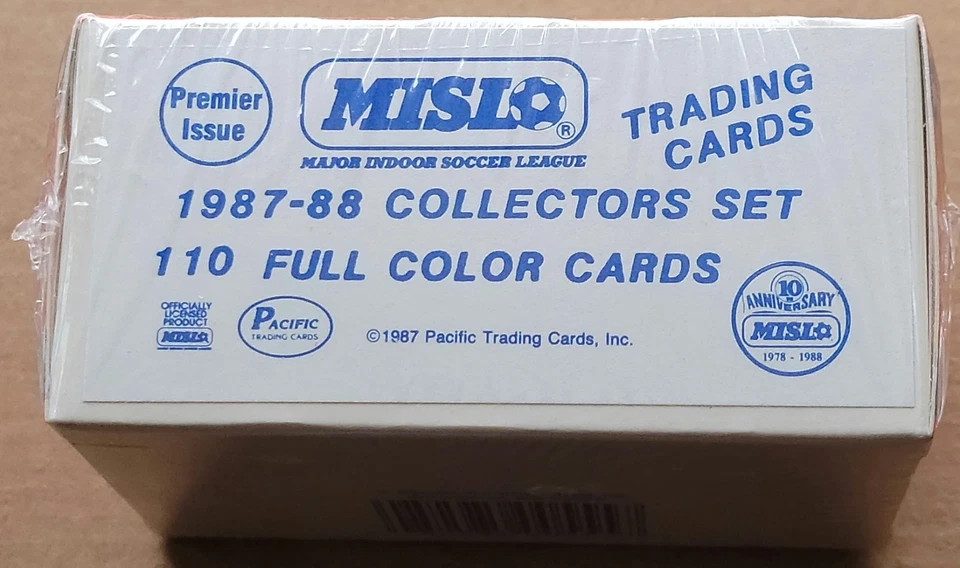 Premier
Issue
MISL
®
MAJOR INDOOR SOCCER LEAGUE
TRADING
CARDS
1987-88 COLLECTORS SET
110 FULL COLOR CARDS
OFFICIALLY
LICENSED
PRODUCT
MISL
PACIFIC
TRADING CARDS
©1987 Pacific Trading Cards, Inc.
10
ANNIVERSARY
MISL
1978 - 1988